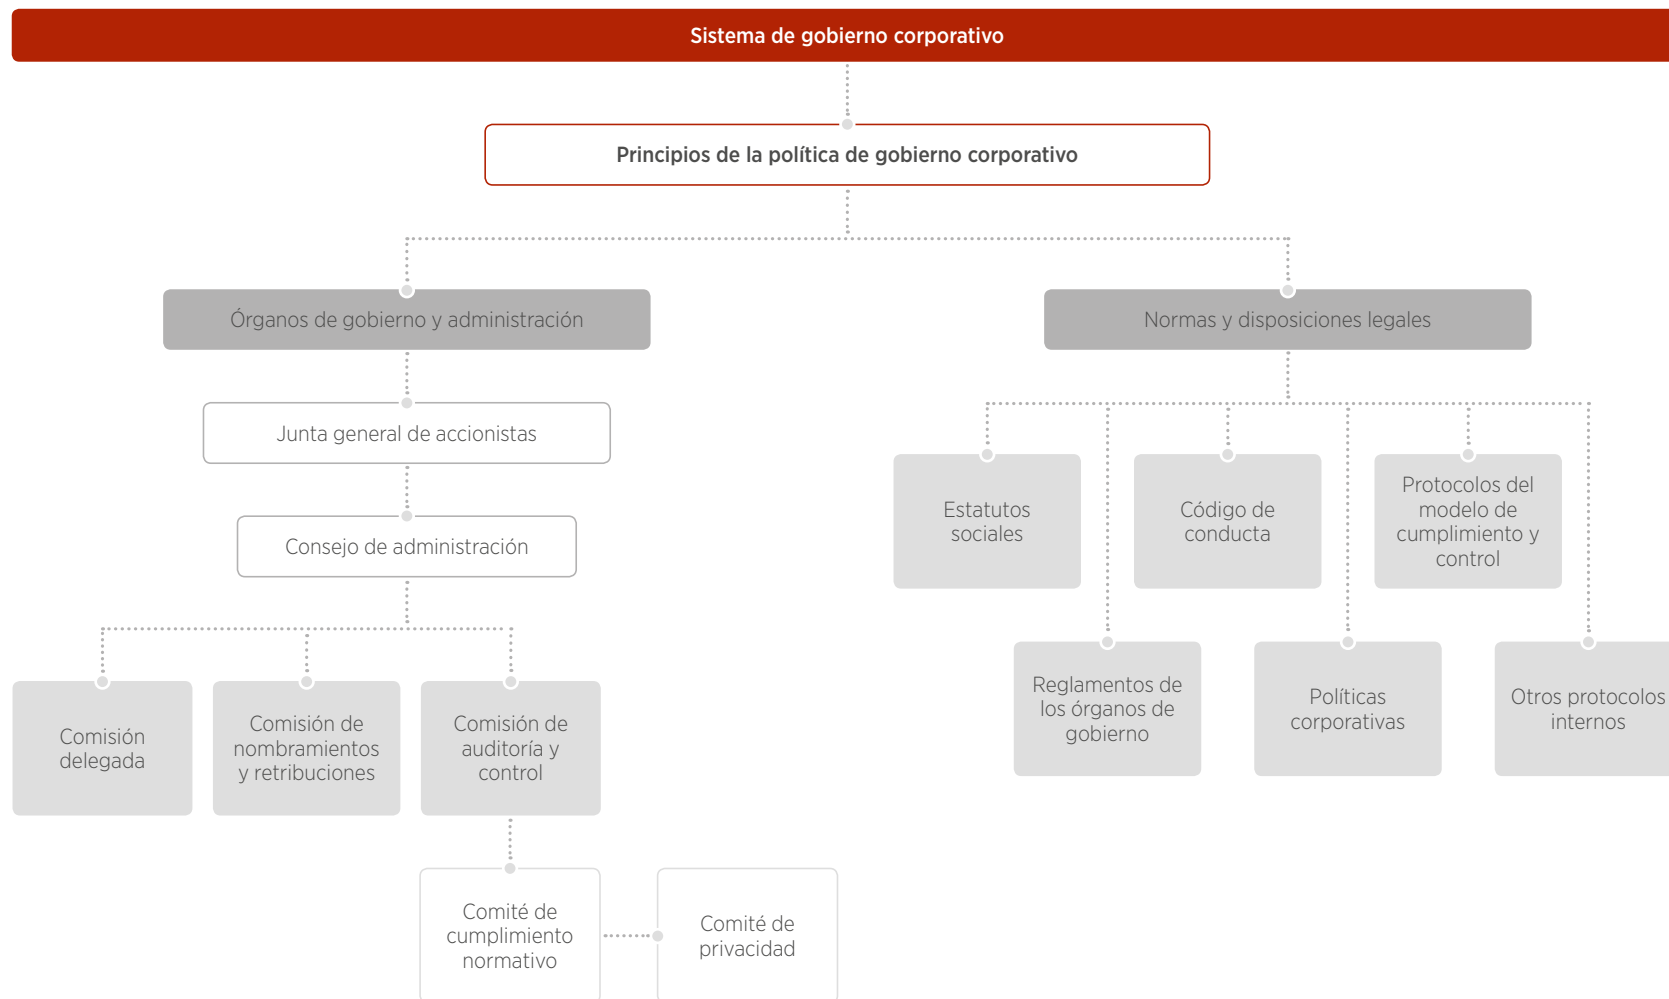 Sistema de gobierno corporativo
Principios de la política de gobierno corporativo
Órganos de gobierno y administración
Junta general de accionistas
Consejo de administración
Comisión
delegada
Comisión de
nombramientos
y retribuciones
Comisión de
auditoría y
control
Comité de
cumplimiento
normativo
Comité de
privacidad
Normas y disposiciones legales
Estatutos
sociales
Código de
conducta
Protocolos del
modelo de
cumplimiento y
control
Reglamentos de
los órganos de
gobierno
Políticas
corporativas
Otros protocolos
internos